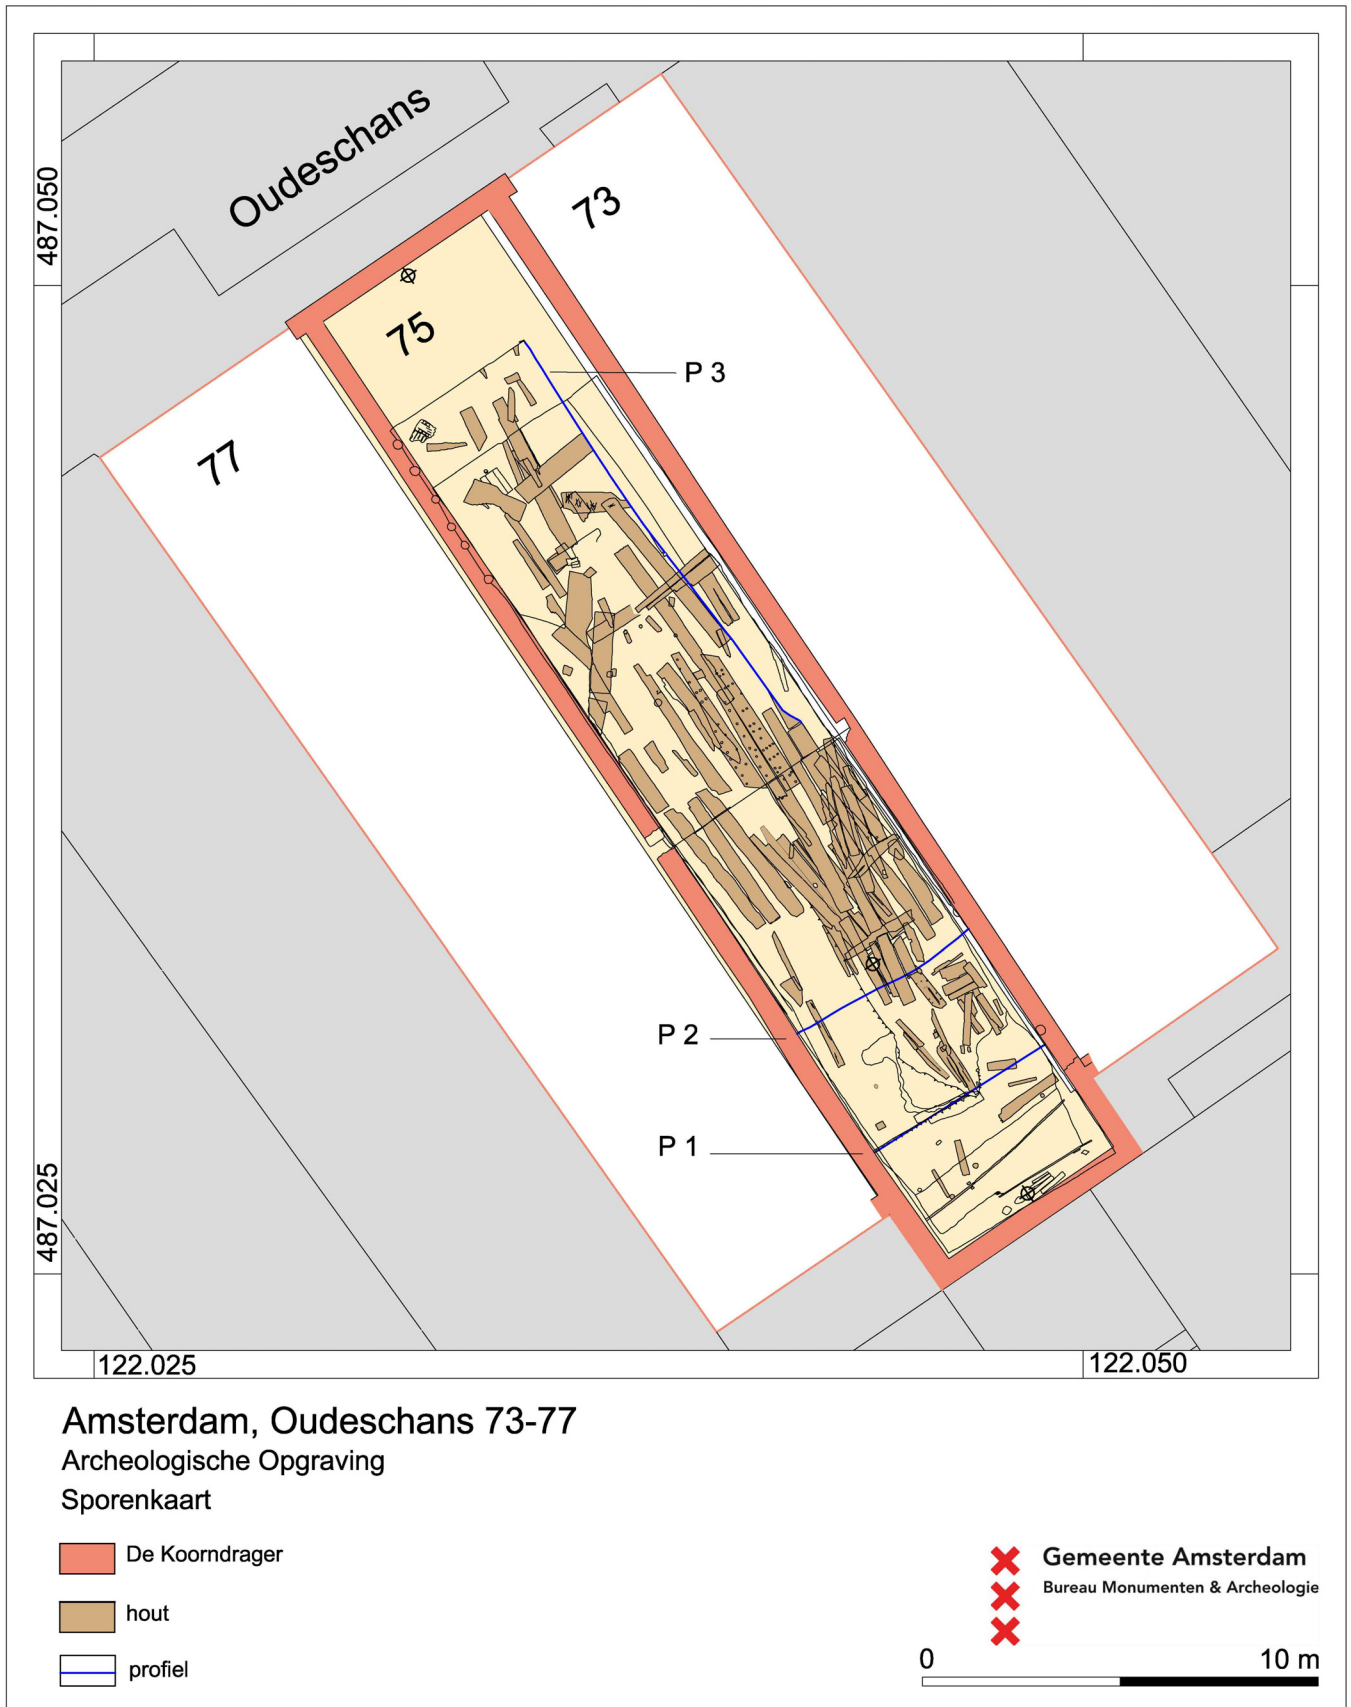 Oudeschans
487.050
73
75
P 3
77
P 2
P 1
487.025
122.025
122.050
Amsterdam, Oudeschans 73-77
Archeologische Opgraving
Sporenkaart
De Koorndrager
hout
profiel
Gemeente Amsterdam
Bureau Monumenten & Archeologie
0 10 m